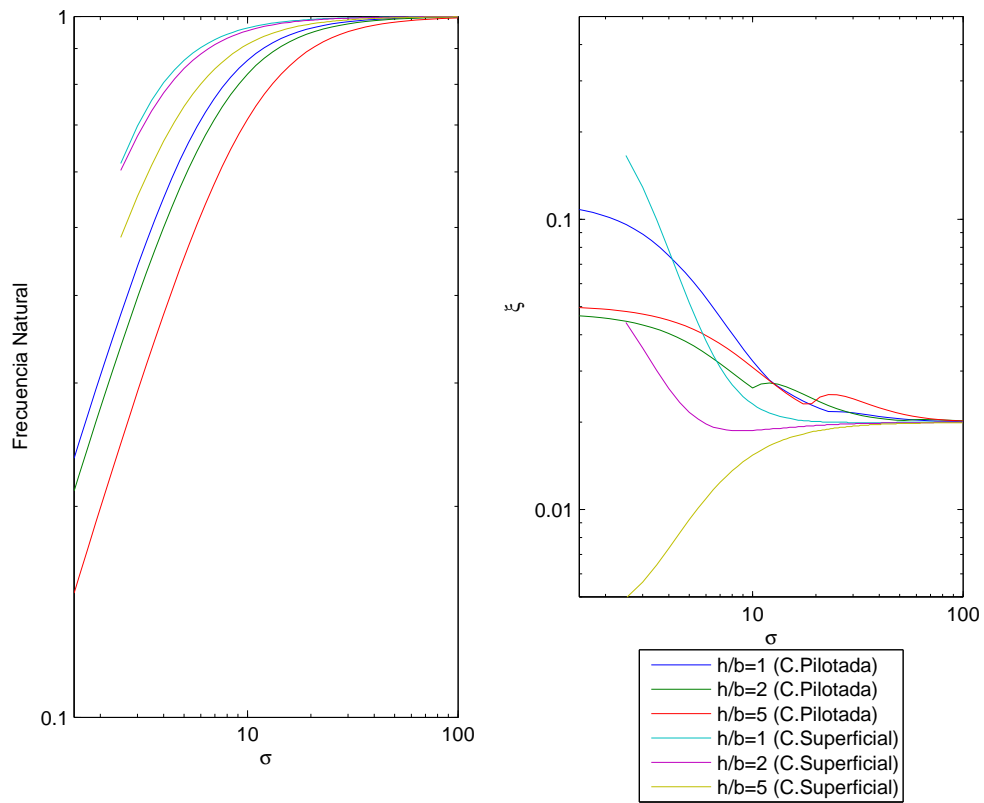 1
0.1
Frecuencia Natural
10
100
σ
0.1
0.01
ξ
10
100
σ
h/b=1 (C.Pilotada)
h/b=2 (C.Pilotada)
h/b=5 (C.Pilotada)
h/b=1 (C.Superficial)
h/b=2 (C.Superficial)
h/b=5 (C.Superficial)